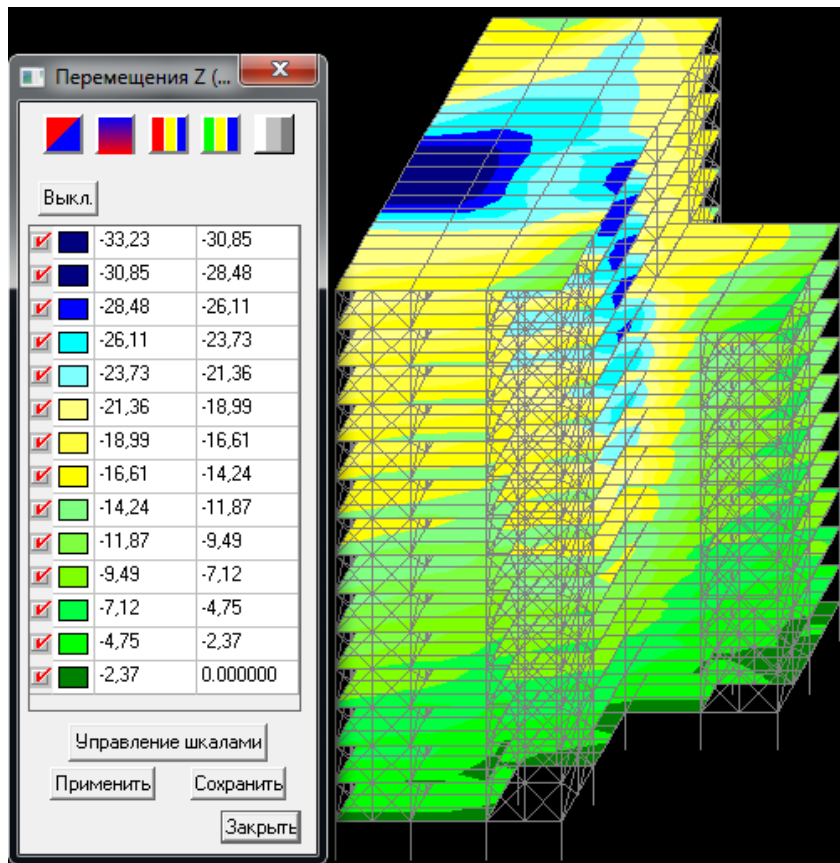 Перемещения Z (...
Выкл.
-33,23 -30,85
-30,85 -28,48
-28,48 -26,11
-26,11 -23,73
-23,73 -21,36
-21,36 -18,99
-18,99 -16,61
-16,61 -14,24
-14,24 -11,87
-11,87 -9,49
-9,49 -7,12
-7,12 -4,75
-4,75 -2,37
-2,37 0.000000
Управление шкалами
Применить Сохранить
Закрыть